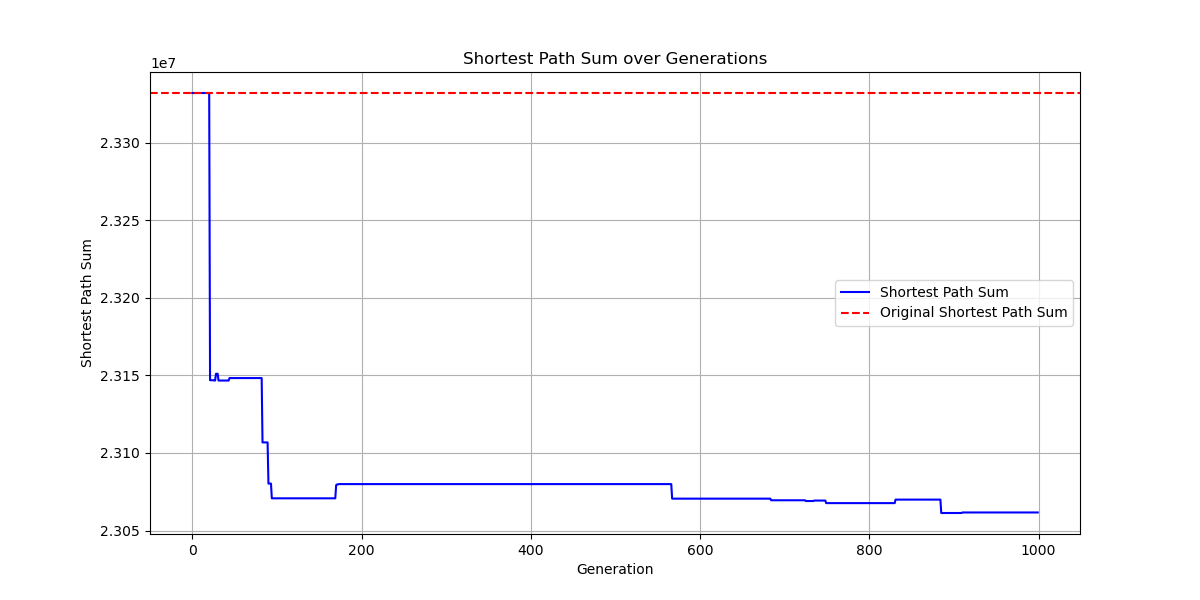 Shortest Path Sum over Generations
1e7
2.330
2.325
2.320
2.315
2.310
2.305
Shortest Path Sum
Shortest Path Sum
Original Shortest Path Sum
0 200 400 600 800 1000
Generation